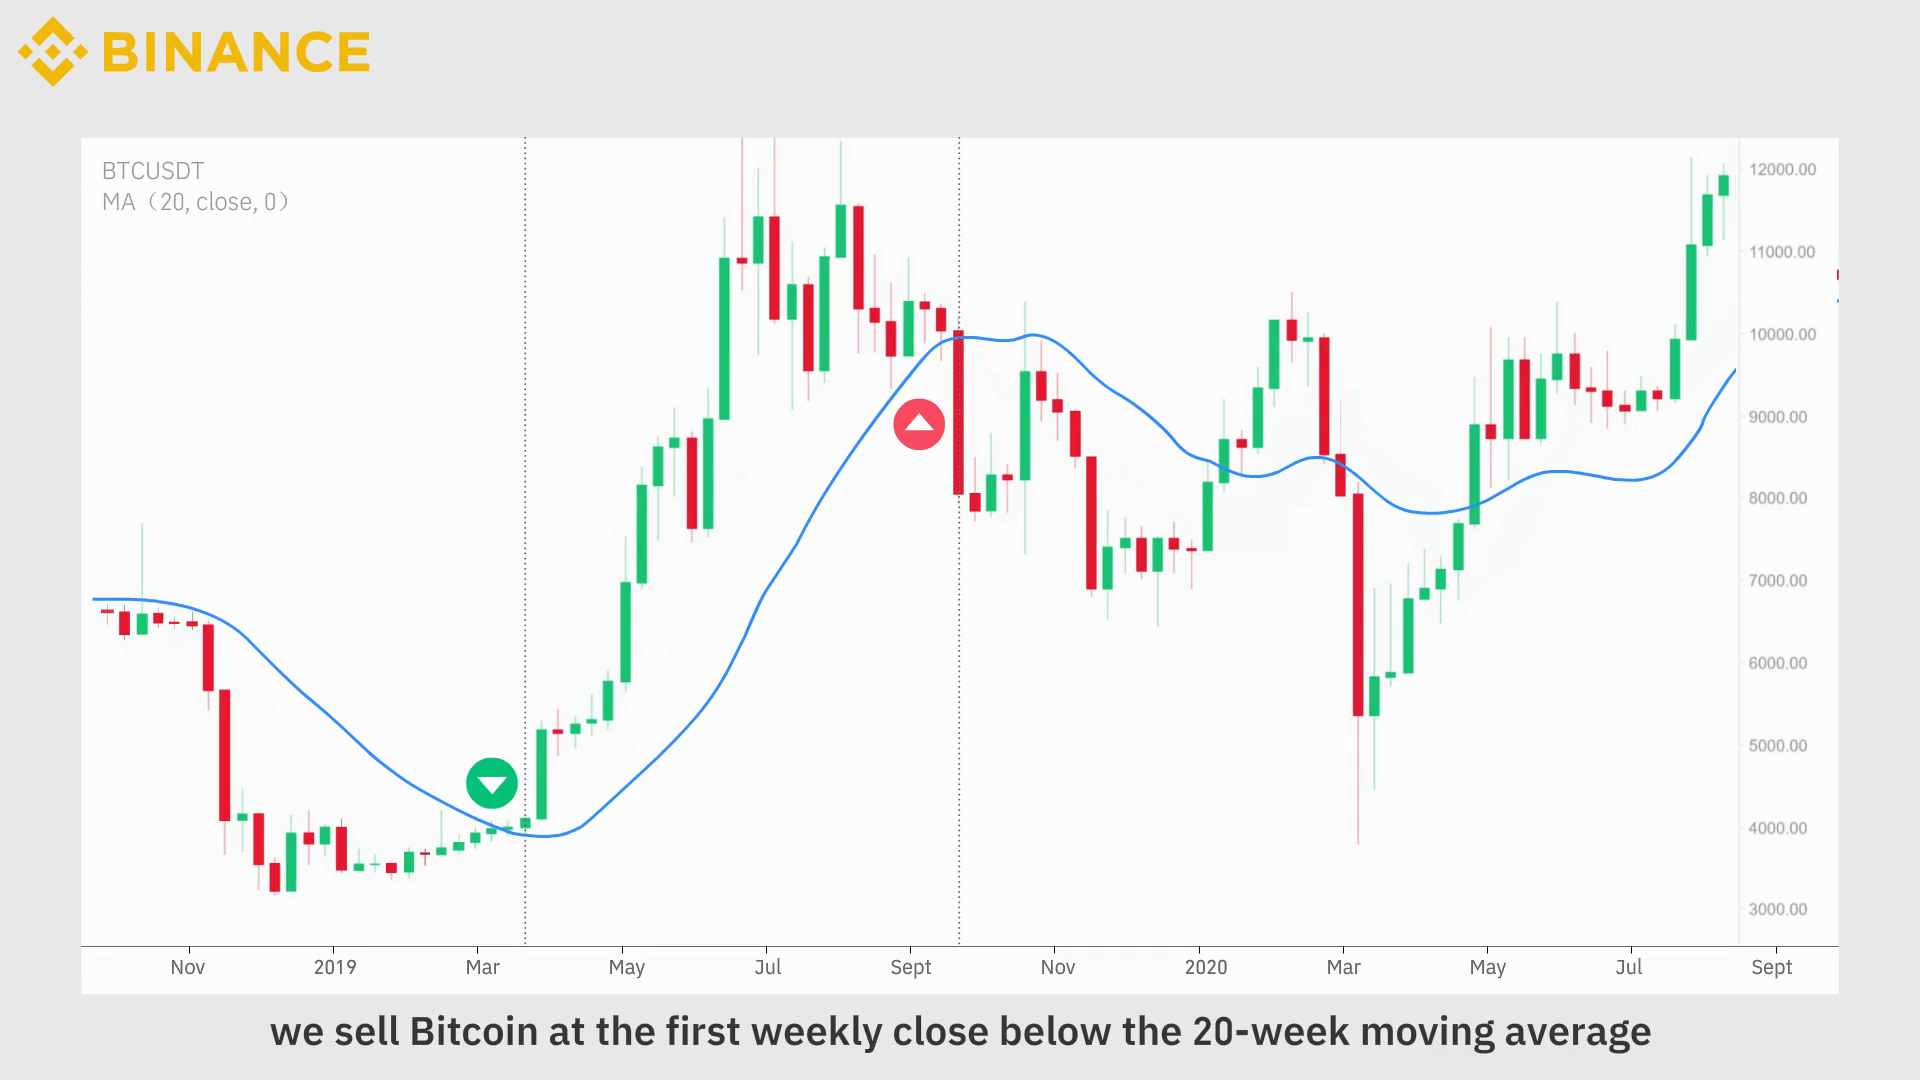 BINANCE
BTCUSDT
MA（20, close, 0）
12000.00
11000.00
10000.00
9000.00
8000.00
7000.00
6000.00
5000.00
4000.00
3000.00
Nov 2019 Mar May Jul Sept Nov 2020 Mar May Jul Sept
we sell Bitcoin at the first weekly close below the 20-week moving average